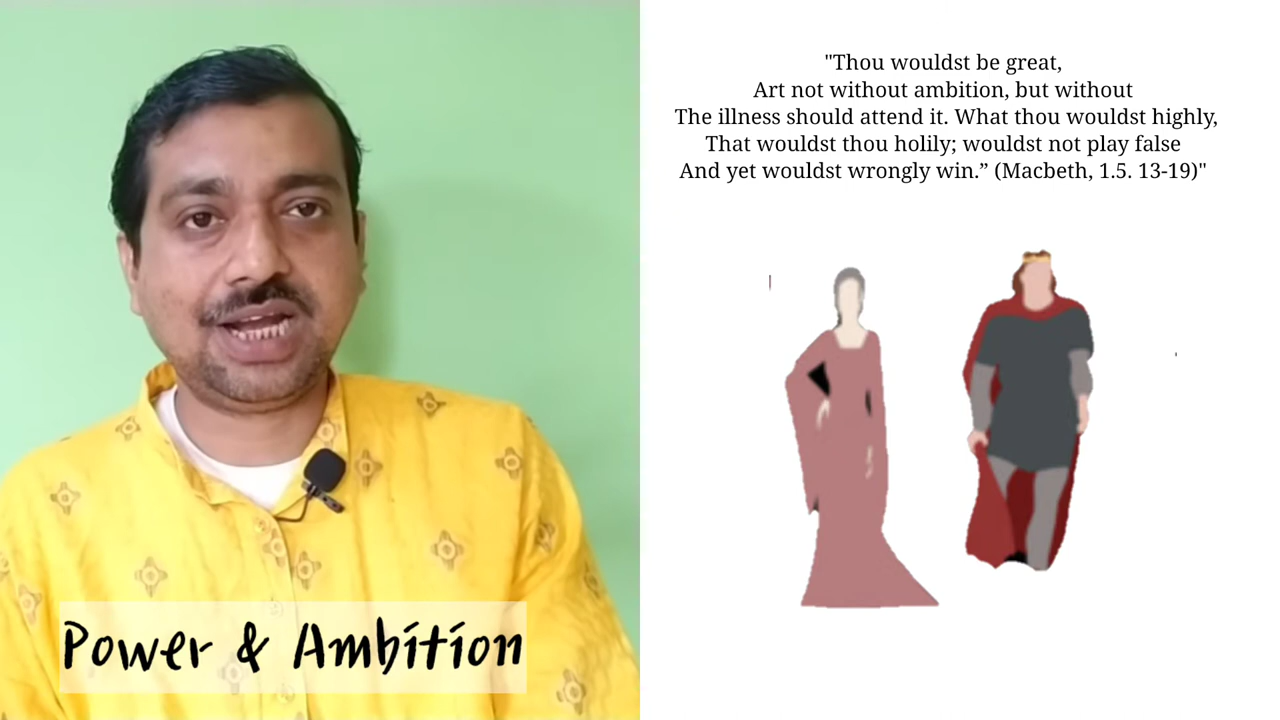 "Thou wouldst be great,
Art not without ambition, but without
The illness should attend it. What thou wouldst highly,
That wouldst thou holily; wouldst not play false
And yet wouldst wrongly win.” (Macbeth, 1.5. 13-19)"
Power & Ambition